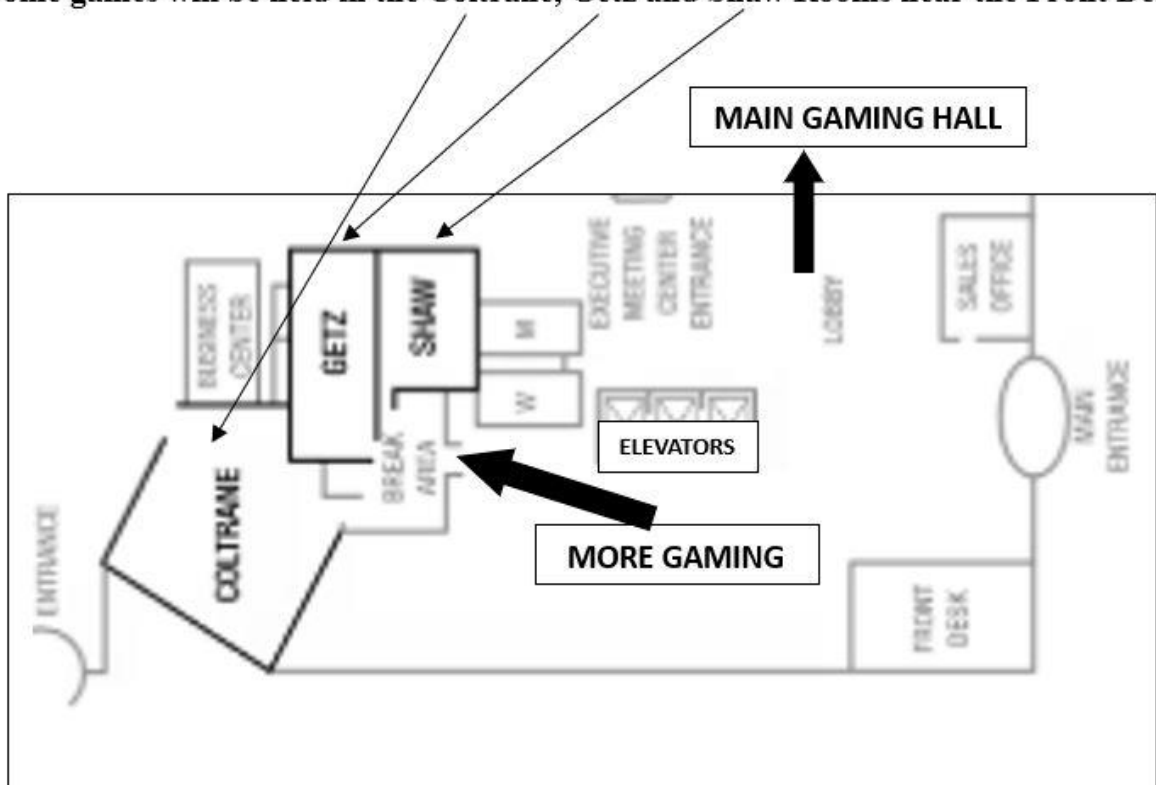 games will be held in the Coltrane, Getz and Shaw Rooms near the Front
MAIN GAMING HALL
EXECUTIVE
MEETING
CENTER
ENTRANCE
SALES
OFFICE
LOBBY
BUSINESS
CENTER
GETZ
SHAW
M
W
MAIN
ENTRANCE
ELEVATORS
BREAK
AREA
COLTRANE
ENTRANCE
MORE GAMING
FRONT
DESK